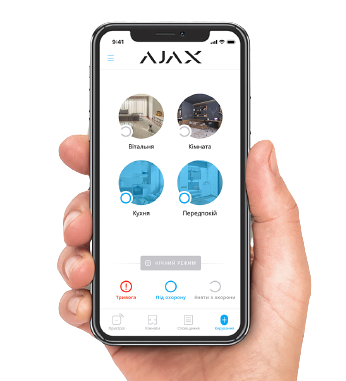 9:41
AJAX
Вітальня
Кімната
Кухня
Передпокій
НІЧНИЙ РЕЖИМ
Тривога
Під охорону
Зняти з охорони
Пристрої
Кімнати
Сповіщення
Керування